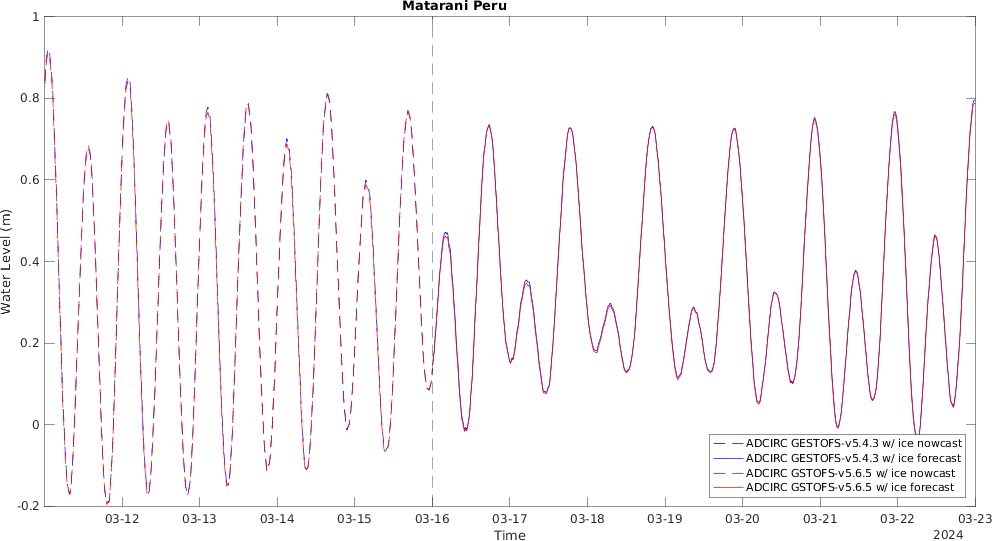 Matarani Peru
1
0.8
0.6
0.4
0.2
0
-0.2
Water Level (m)
ADCIRC GESTOFS-v5.4.3 w/ ice nowcast
ADCIRC GESTOFS-v5.4.3 w/ ice forecast
ADCIRC GSTOFS-v5.6.5 w/ ice nowcast
ADCIRC GSTOFS-v5.6.5 w/ ice forecast
03-12 03-13 03-14 03-15 03-16 03-17 03-18 03-19 03-20 03-21 03-22 03-23
Time
2024